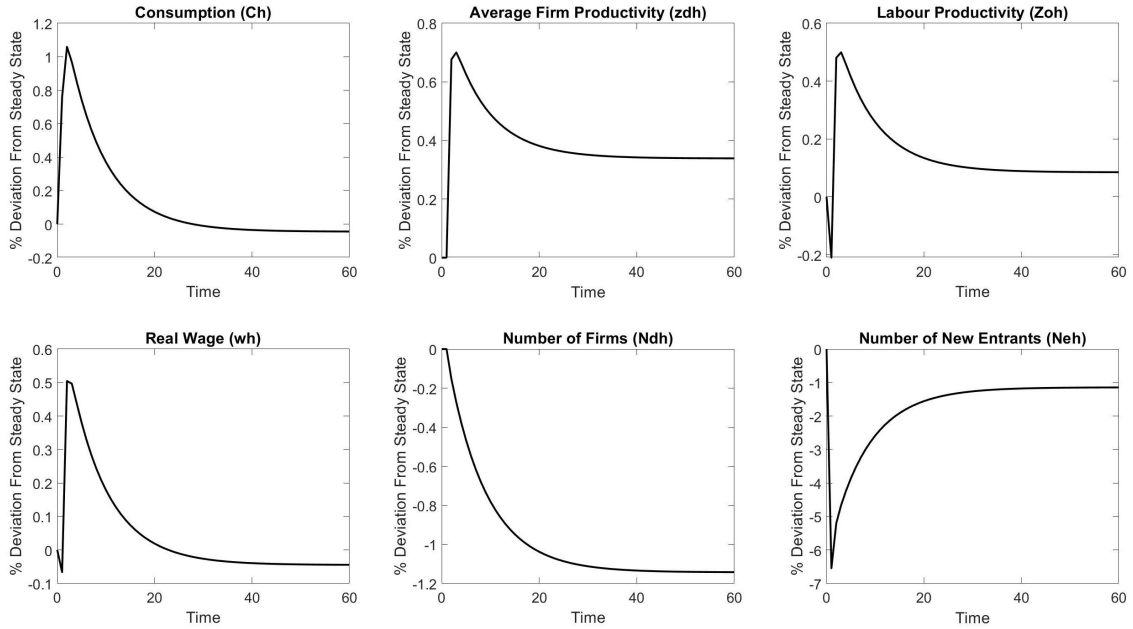 Consumption (Ch)
% Deviation From Steady State
1.2
1
0.8
0.6
0.4
0.2
0
-0.2
0 20 40 60
Time
Average Firm Productivity (zdh)
% Deviation From Steady State
0.8
0.6
0.4
0.2
0
0 20 40 60
Time
Labour Productivity (Zoh)
% Deviation From Steady State
0.6
0.4
0.2
0
-0.2
0 20 40 60
Time
Real Wage (wh)
% Deviation From Steady State
0.6
0.5
0.4
0.3
0.2
0.1
0
-0.1
0 20 40 60
Time
Number of Firms (Ndh)
% Deviation From Steady State
0
-0.2
-0.4
-0.6
-0.8
-1
-1.2
0 20 40 60
Time
Number of New Entrants (Neh)
% Deviation From Steady State
0
-1
-2
-3
-4
-5
-6
-7
0 20 40 60
Time